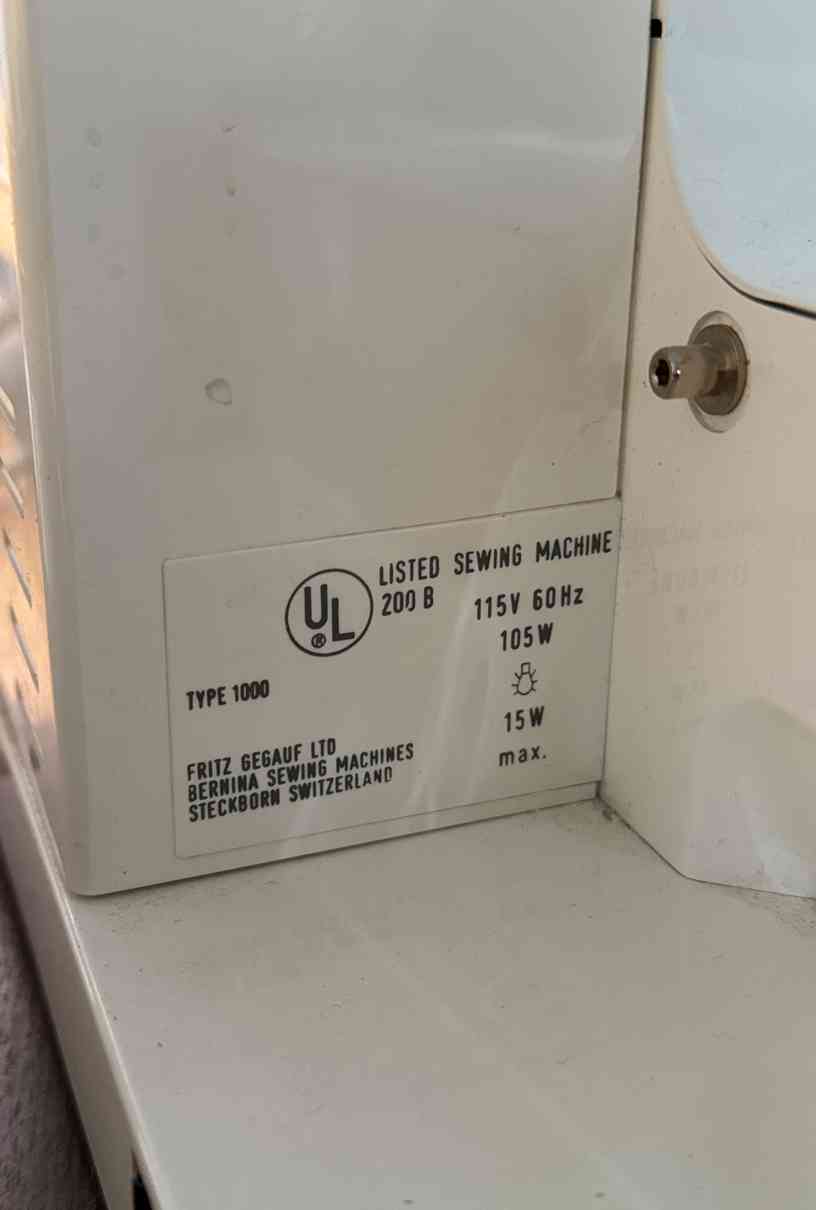 UL
®
LISTED SEWING MACHINE
200 B
115V 60Hz
105W
TYPE 1000
15W
max.
FRITZ GEGAUF LTD
BERNINA SEWING MACHINES
STECKBORN SWITZERLAND